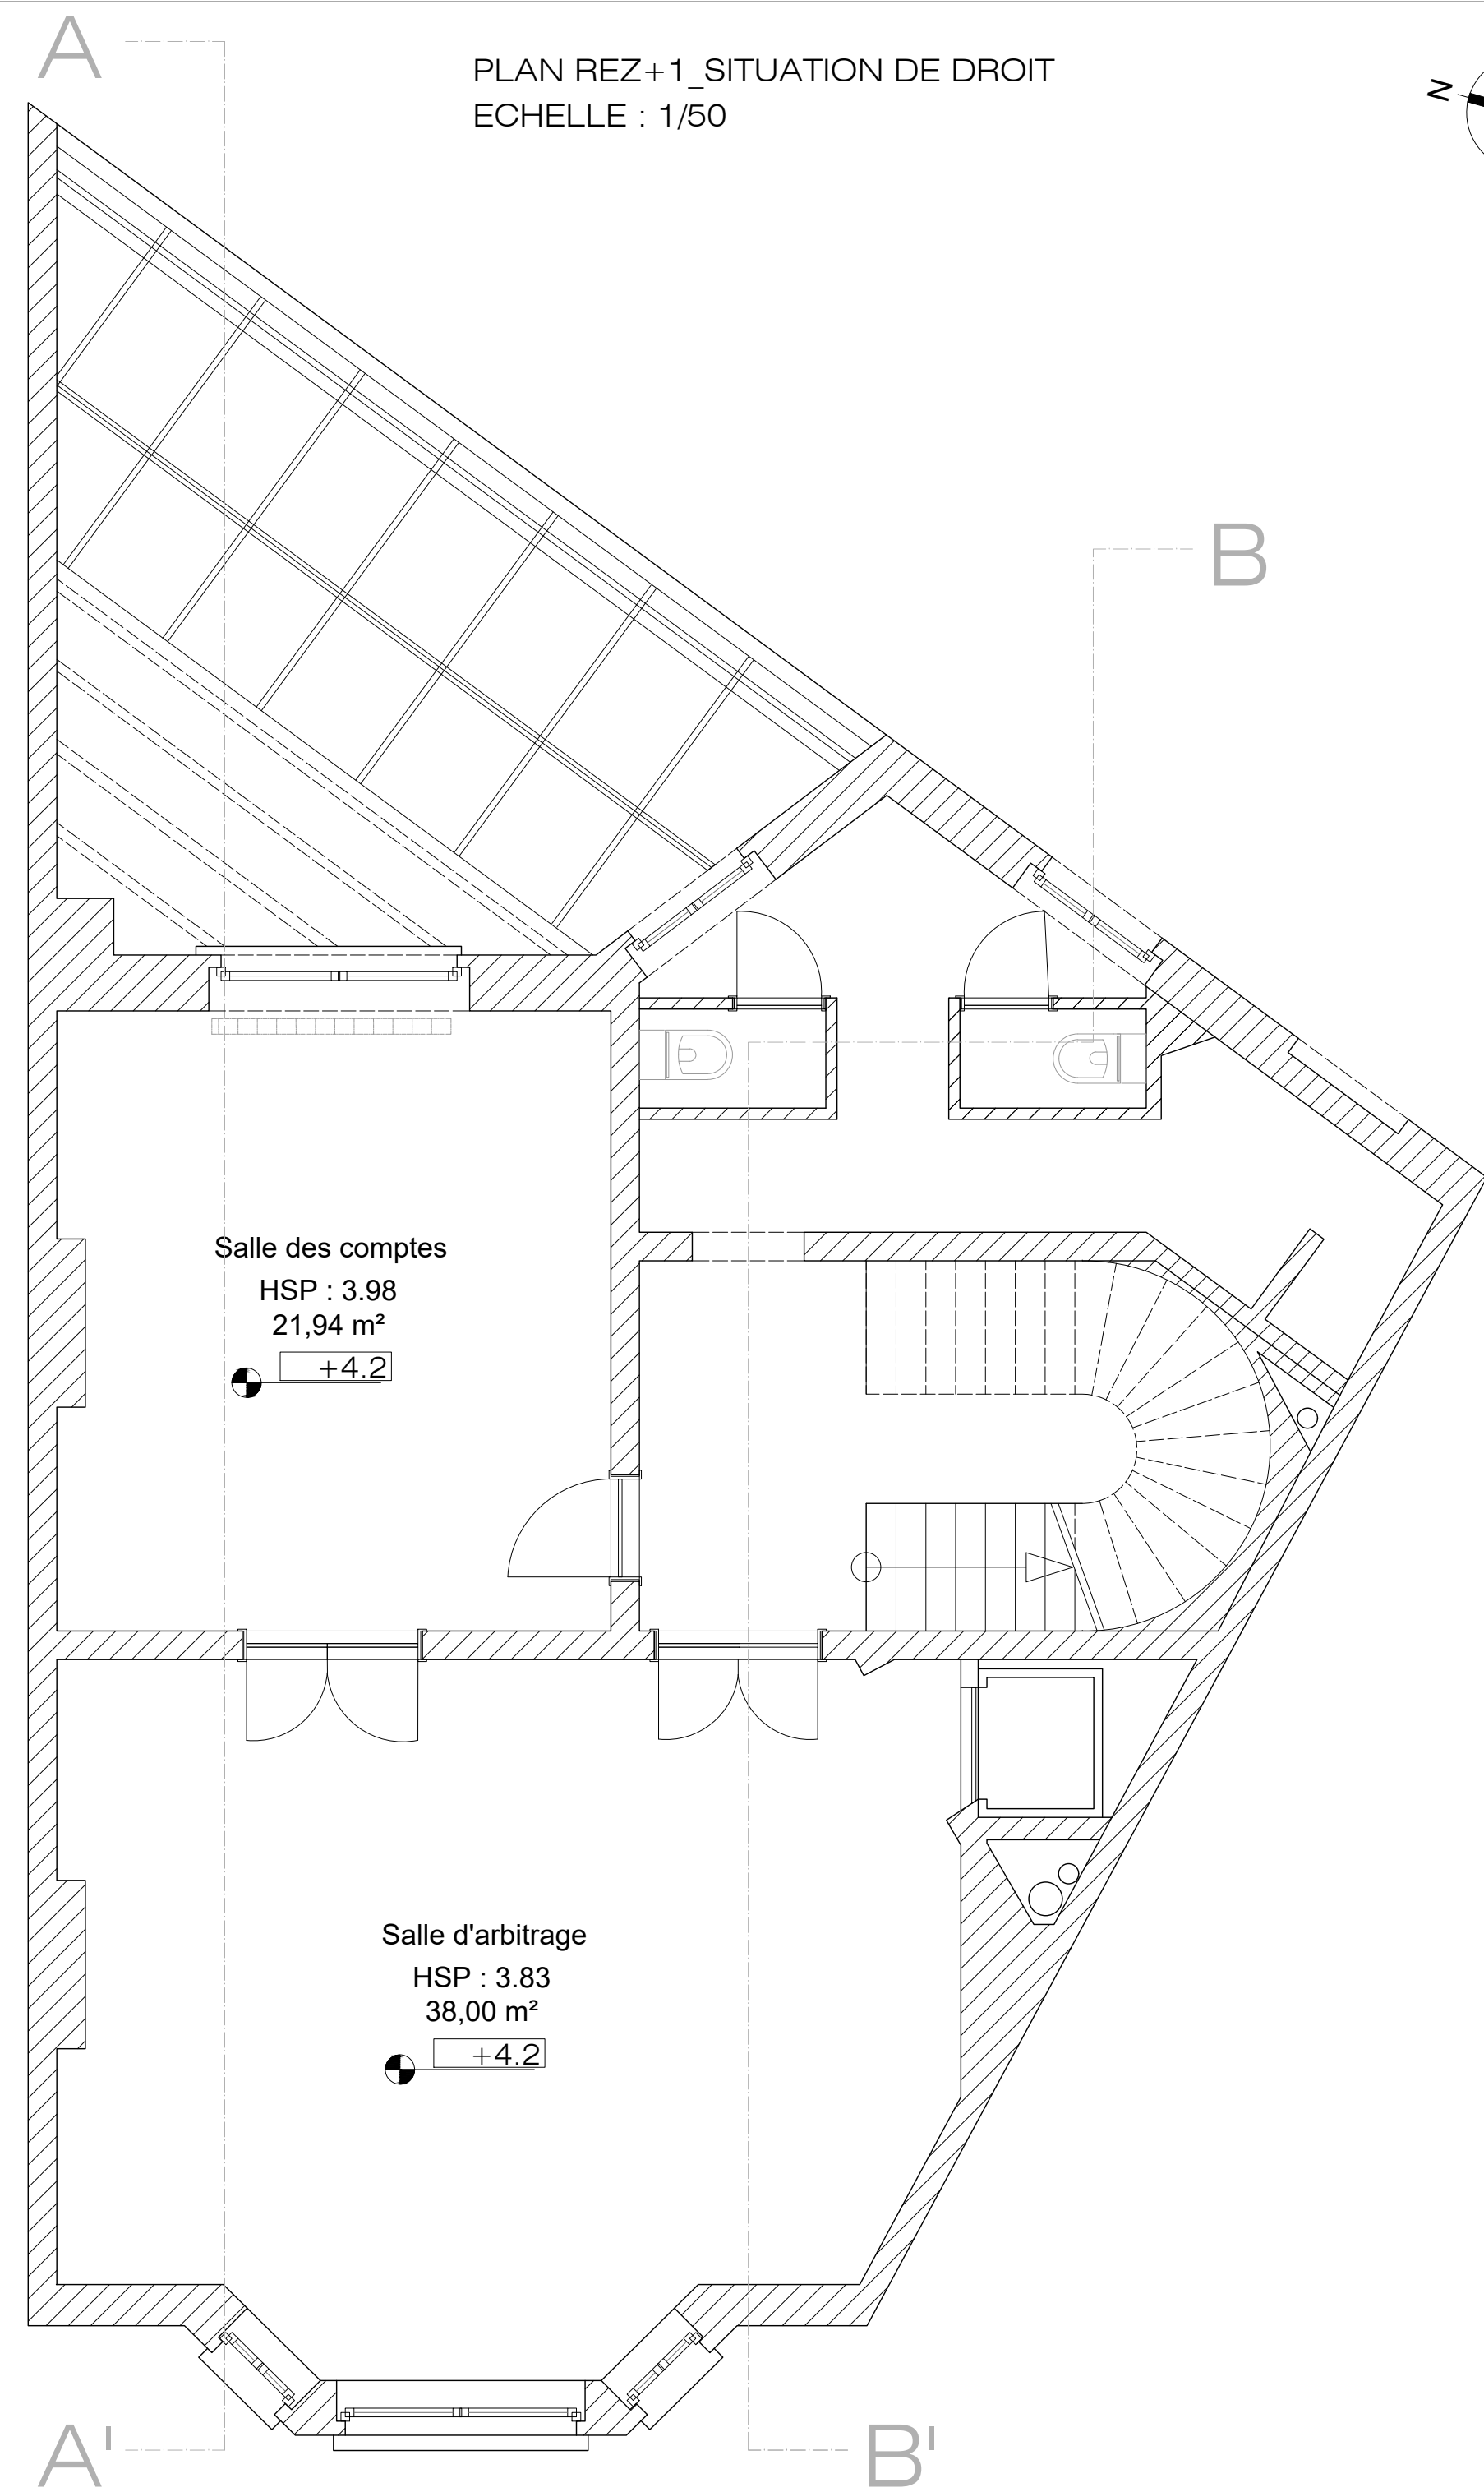 A
PLAN REZ+1_SITUATION DE DROIT
ECHELLE : 1/50
N
B
Salle des comptes
HSP : 3.98
21,94 m²
+4.2
Salle d'arbitrage
HSP : 3.83
38,00 m²
+4.2
A'
B'